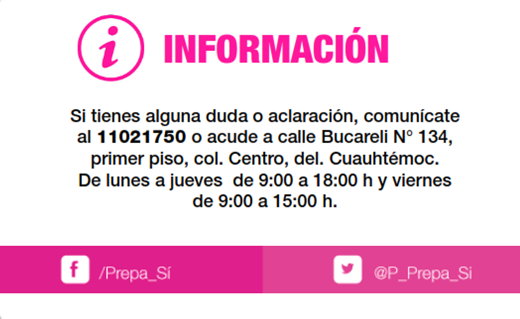 i INFORMACIÓN
Si tienes alguna duda o aclaración, comunícate
al 11021750 o acude a calle Bucareli N° 134,
primer piso, col. Centro, del. Cuauhtémoc.
De lunes a jueves de 9:00 a 18:00 h y viernes
de 9:00 a 15:00 h.
f /Prepa_Sí
@P_Prepa_Si